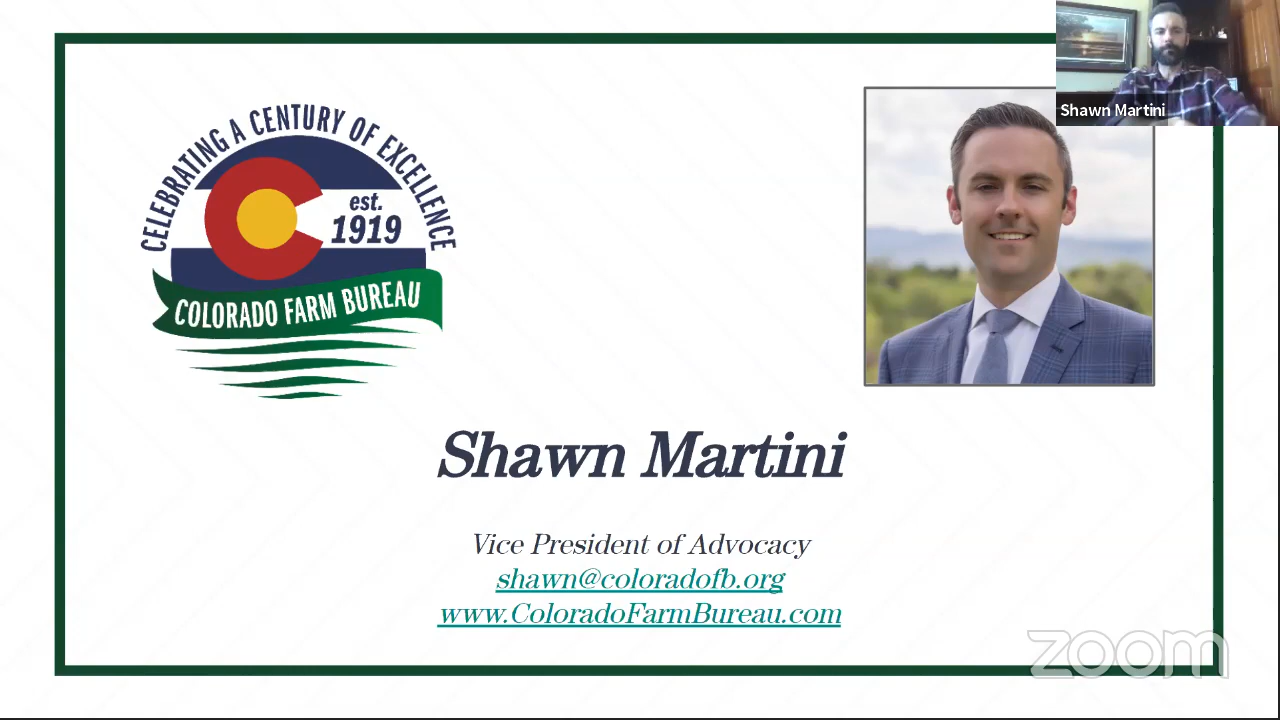 Shawn Martini
CELEBRATING A CENTURY OF EXCELLENCE
est.
1919
COLORADO FARM BUREAU
Shawn Martini
Vice President of Advocacy
shawn@coloradofb.org
www.ColoradoFarmBureau.com
zoom